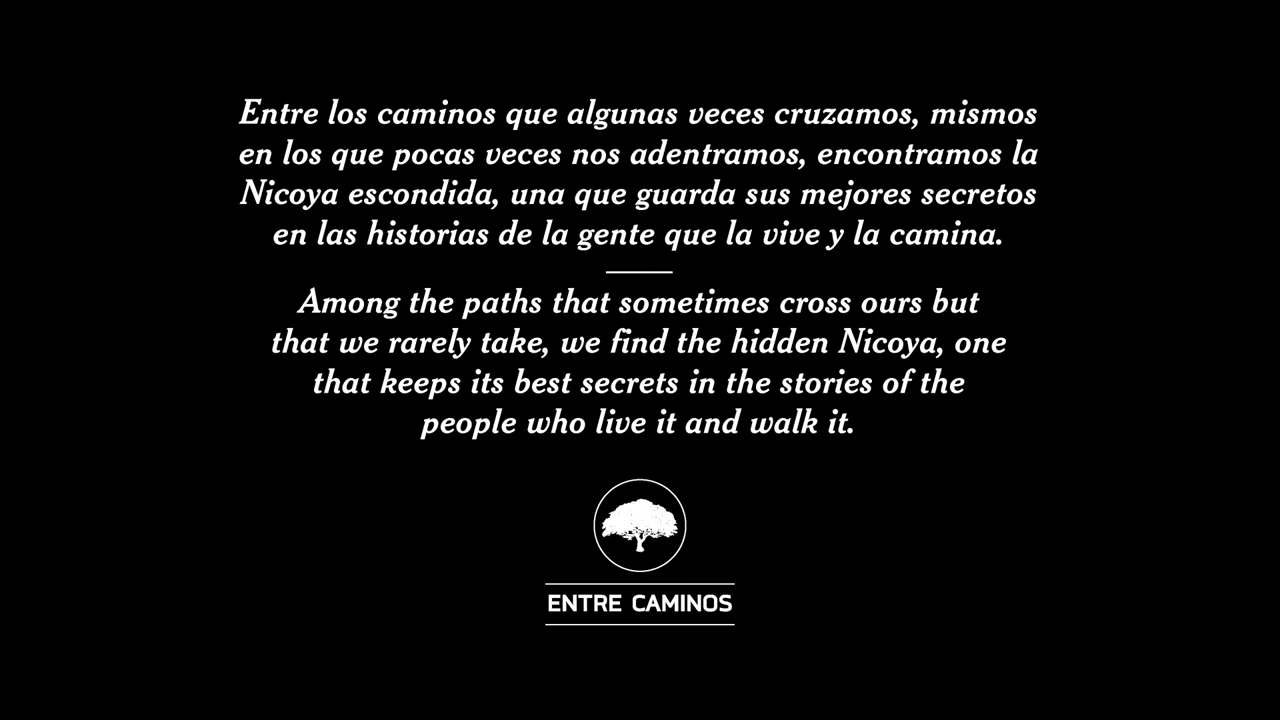 Entre los caminos que algunas veces cruzamos, mismos
en los que pocas veces nos adentramos, encontramos la
Nicoya escondida, una que guarda sus mejores secretos
en las historias de la gente que la vive y la camina.
Among the paths that sometimes cross ours but
that we rarely take, we find the hidden Nicoya, one
that keeps its best secrets in the stories of the
people who live it and walk it.
ENTRE CAMINOS